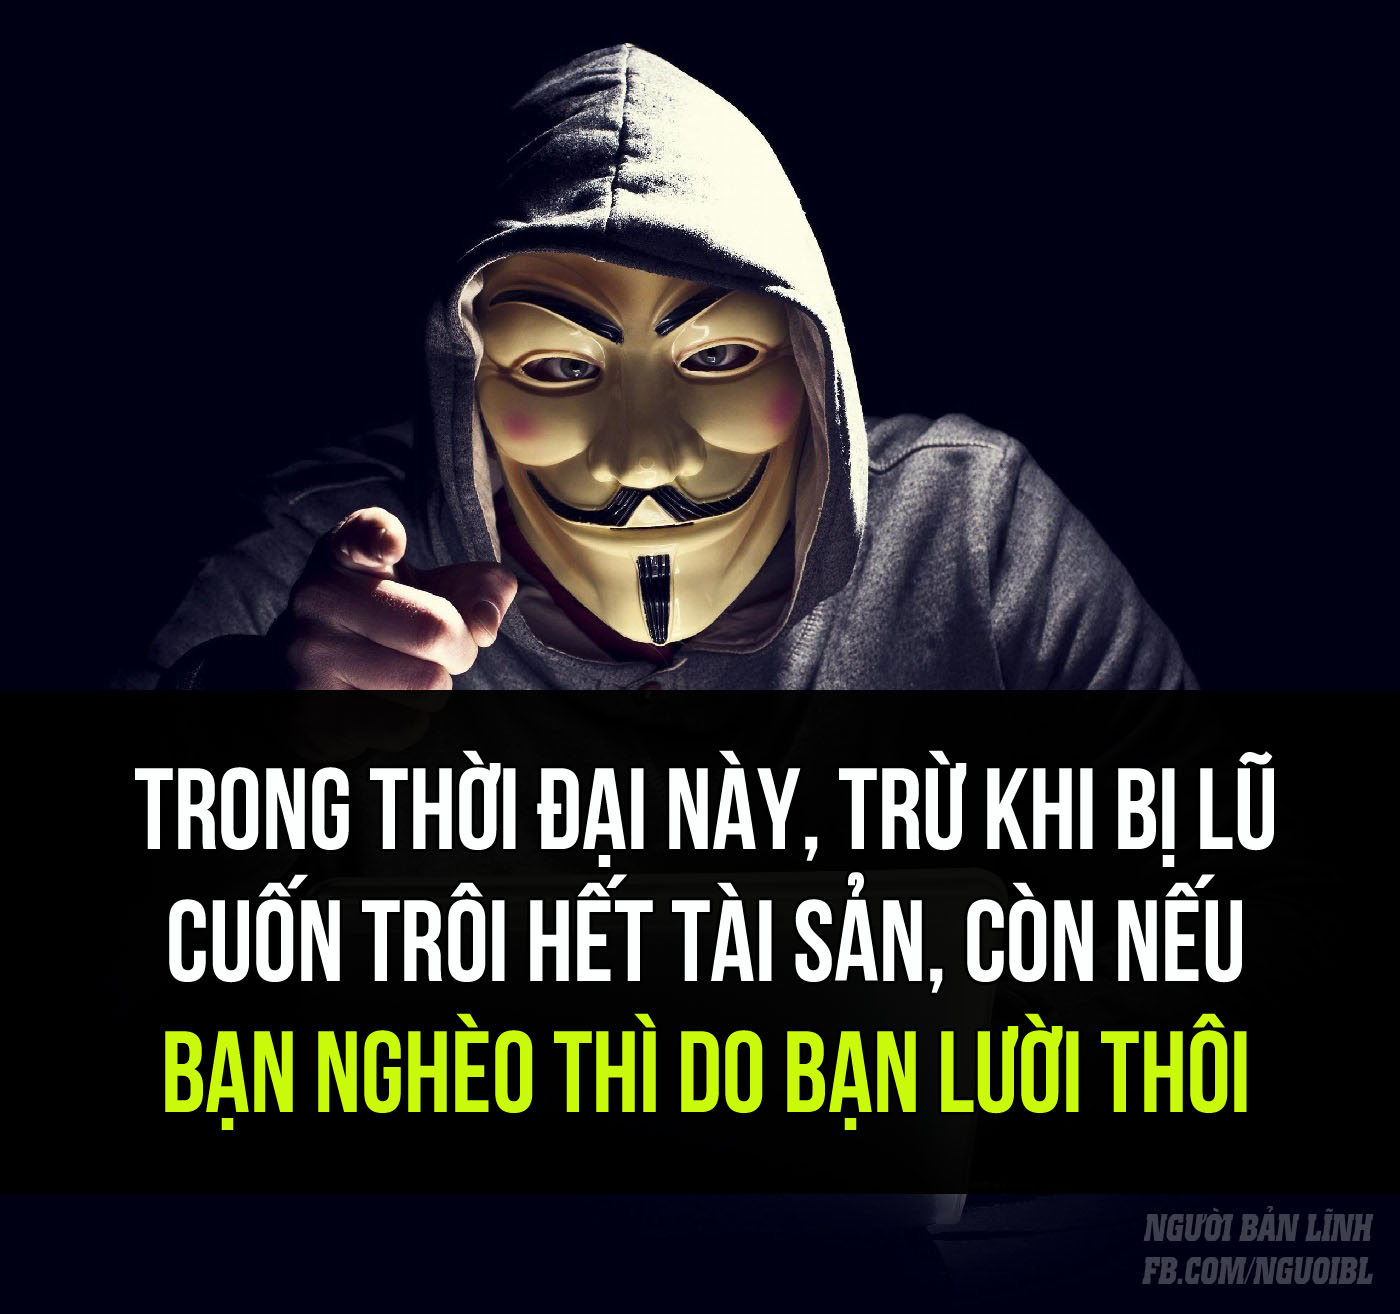 TRONG THỜI ĐẠI NÀY, TRỪ KHI BỊ LŨ
CUỐN TRÔI HẾT TÀI SẢN, CÒN NẾU
BẠN NGHÈO THÌ DO BẠN LƯỜI THÔI
NGƯỜI BẢN LĨNH
FB.COM/NGUOIBL